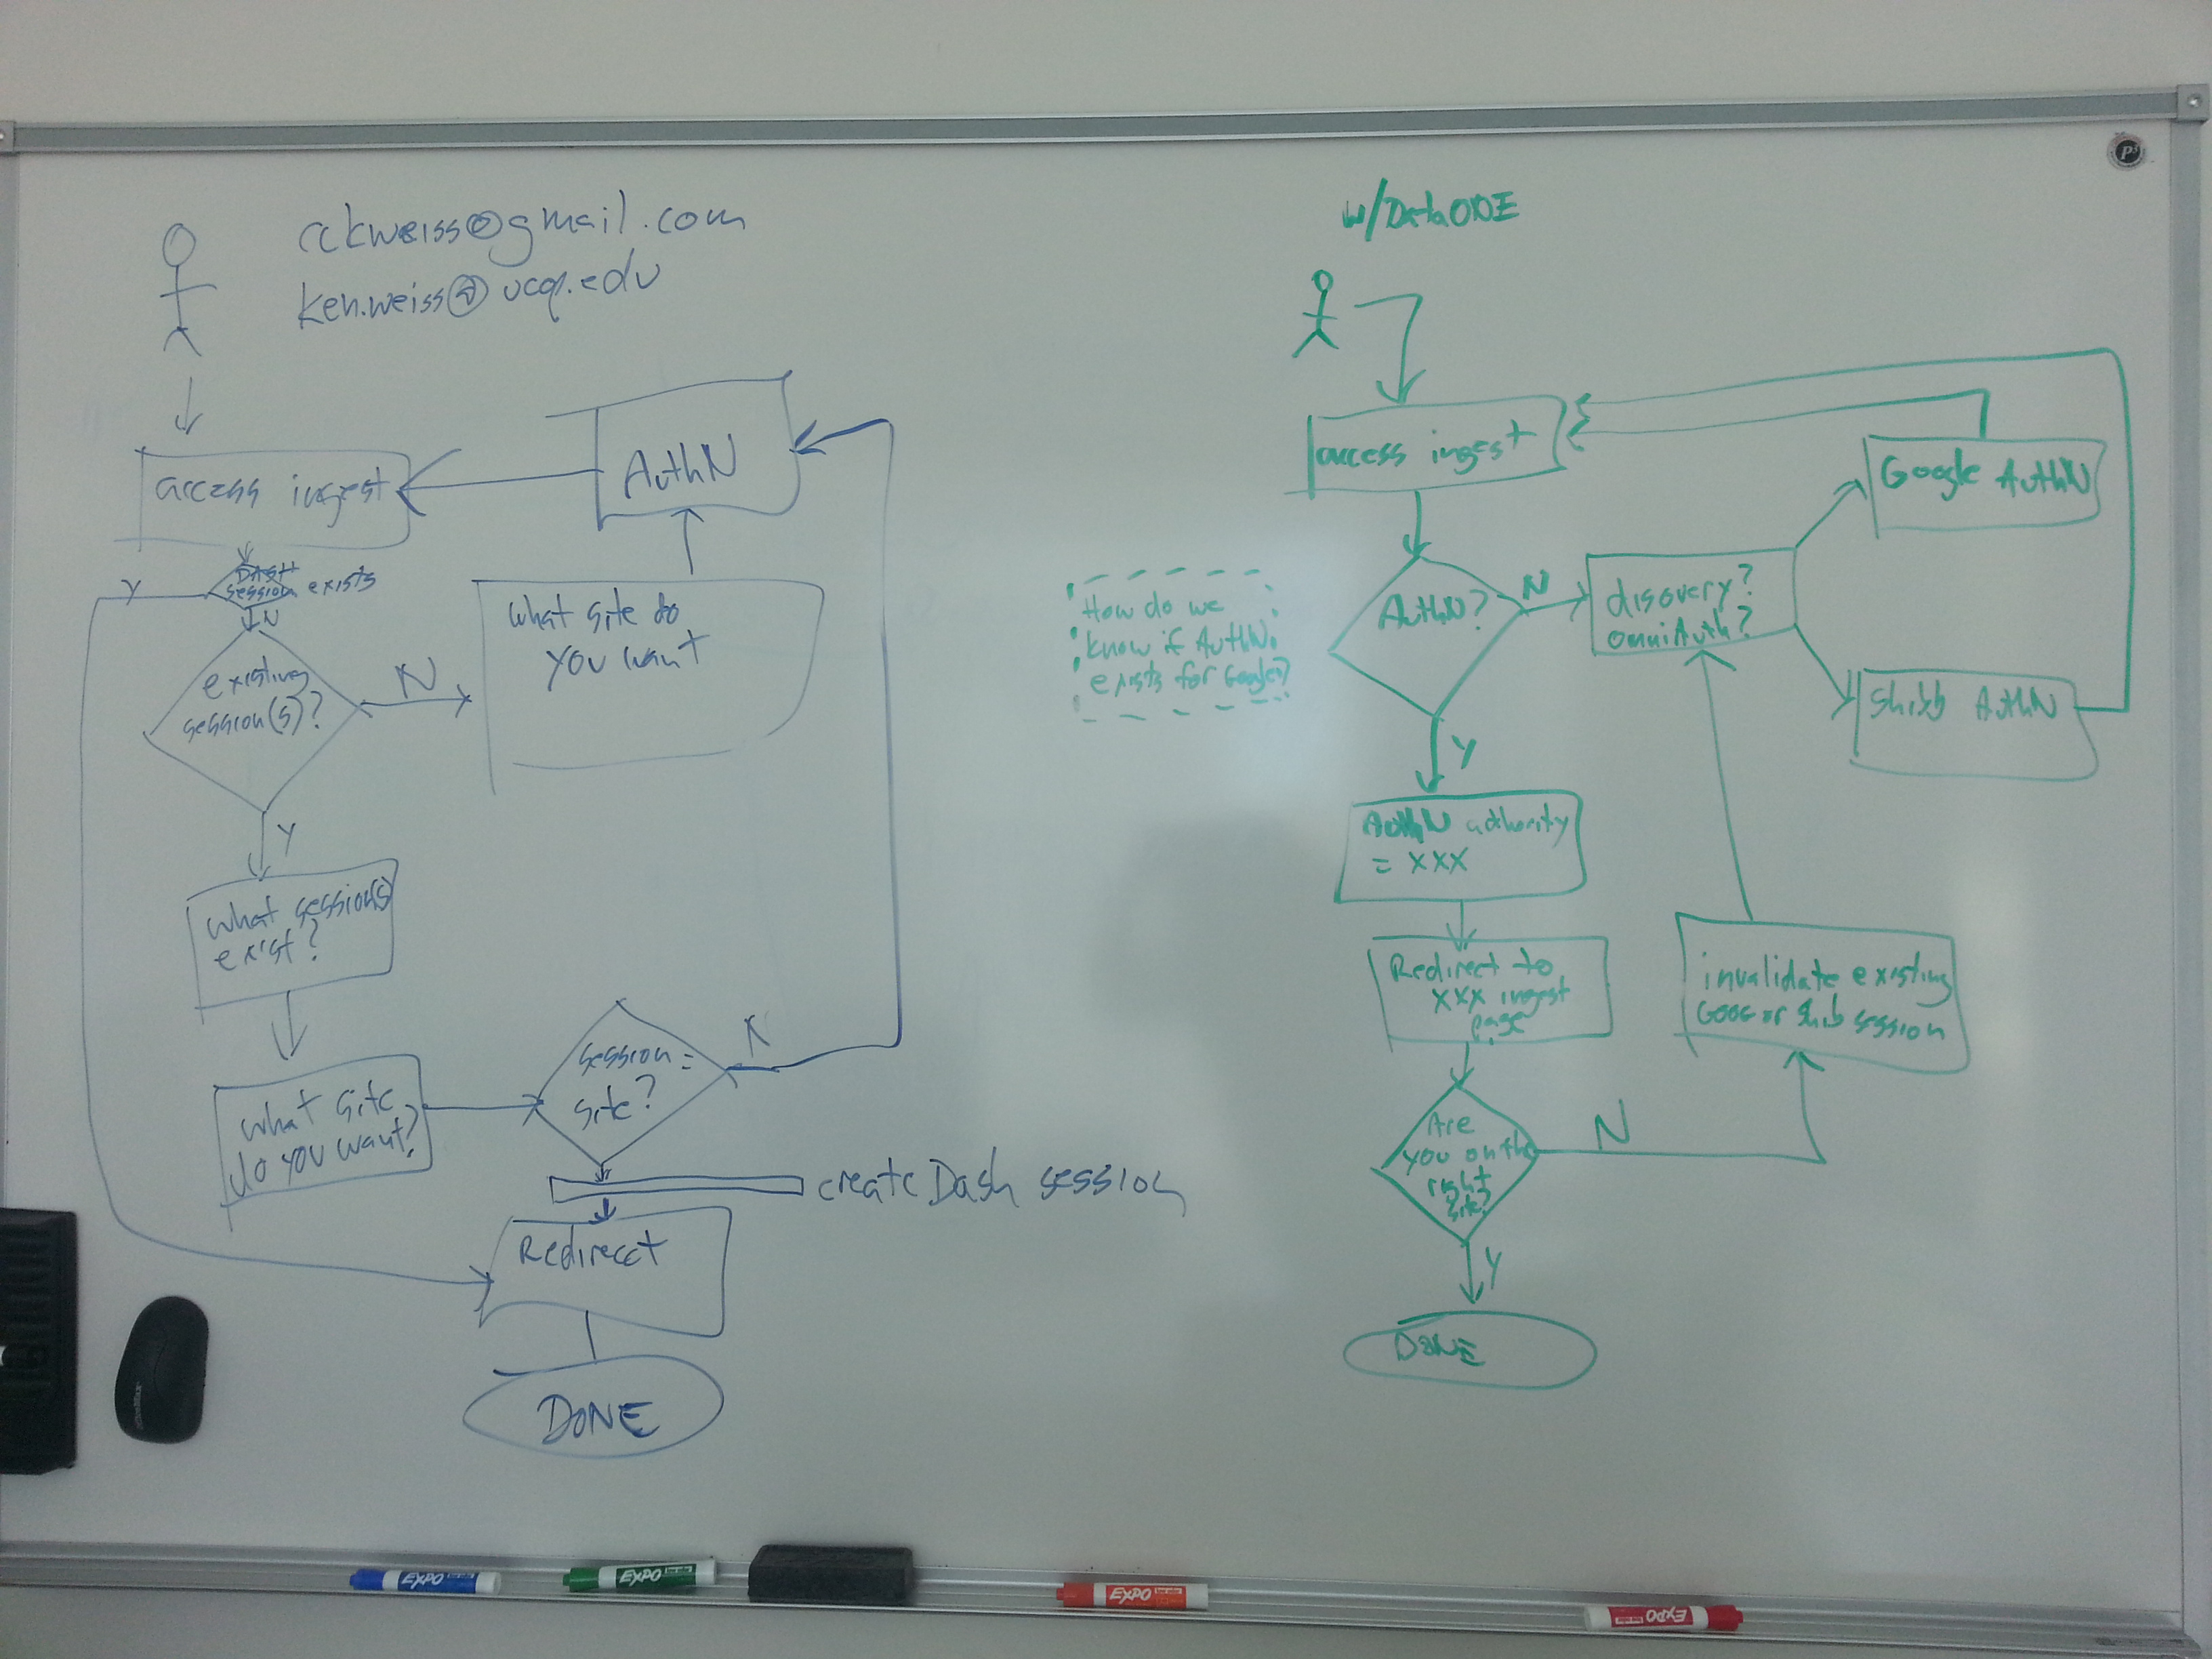 rckweiss@gmail.com
ken.weiss@ucop.edu
access ingest
AuthN
DASH
session exists
Y
N
existing
session(s)?
N
what site do
you want
Y
what session(s)
exist?
what site
do you want?
session =
site?
N
create Dash session
Redirecct
DONE
w/DataONE
access ingest
Google AuthN
How do we
know if AuthN
exists for Google?
AuthN?
N
discovery?
omniAuth?
Shibb AuthN
Y
AuthN authority
= XXX
Redirect to
XXX ingest
page
invalidate existing
Goog or Shib session
Are
you on the
right
site?
N
Y
DONE
P³
EXPO
EXPO
EXPO
EXPO